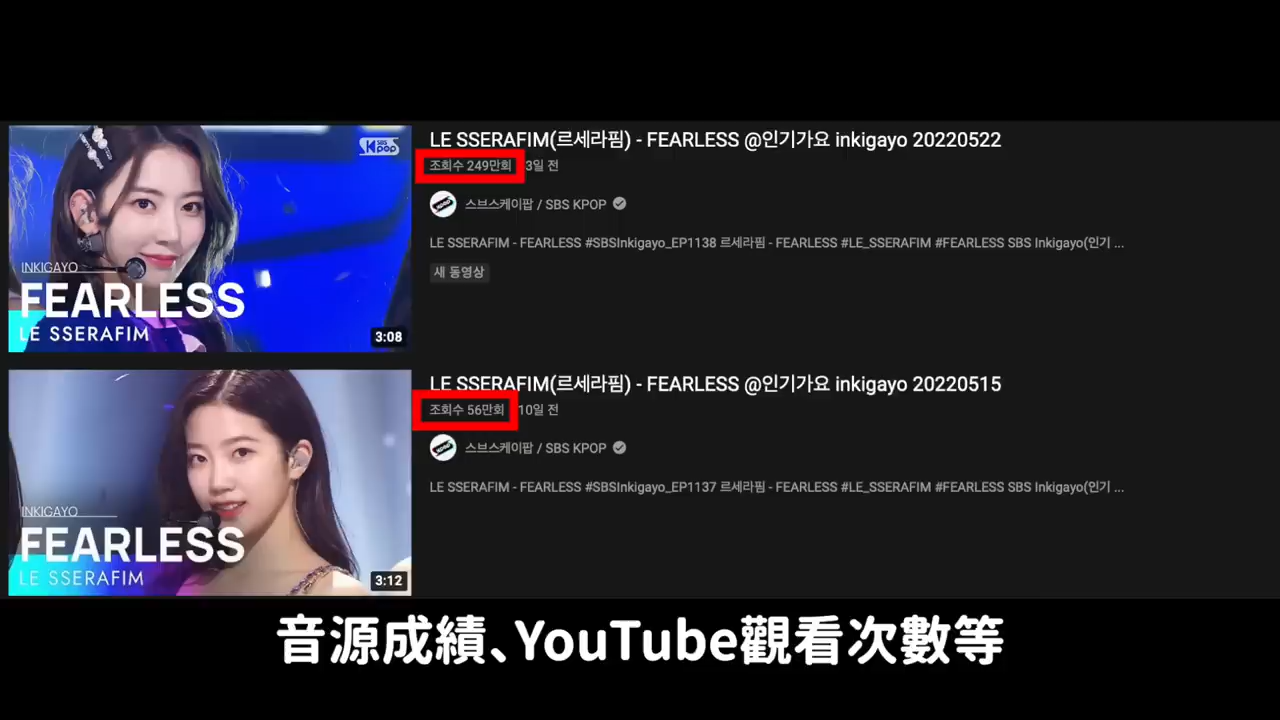 SBS KPOP
INKIGAYO
FEARLESS
LE SSERAFIM
3:08
LE SSERAFIM(르세라핌) - FEARLESS @인기가요 inkigayo 20220522
조회수 249만회 3일 전
스브스케이팝 / SBS KPOP
LE SSERAFIM - FEARLESS #SBSInkigayo_EP1138 르세라핌 - FEARLESS #LE_SSERAFIM #FEARLESS SBS Inkigayo(인기 ...
새 동영상
INKIGAYO
FEARLESS
LE SSERAFIM
3:12
LE SSERAFIM(르세라핌) - FEARLESS @인기가요 inkigayo 20220515
조회수 56만회 10일 전
스브스케이팝 / SBS KPOP
LE SSERAFIM - FEARLESS #SBSInkigayo_EP1137 르세라핌 - FEARLESS #LE_SSERAFIM #FEARLESS SBS Inkigayo(인기 ...
音源成績、YouTube觀看次數等